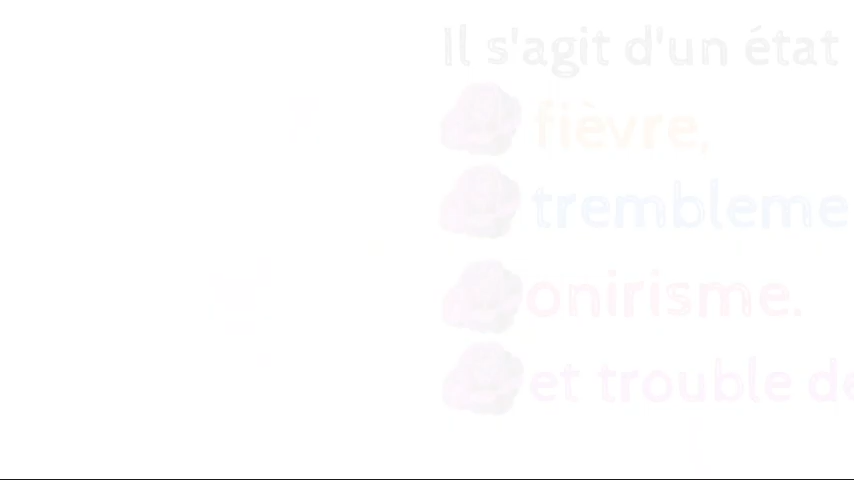 Il s'agit d'un état
fièvre,
trembleme
onirisme.
et trouble de